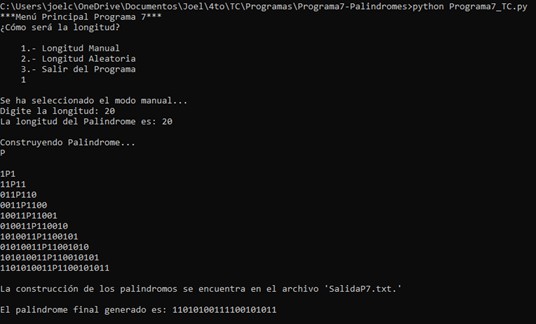 C:\Users\joelc\OneDrive\Documentos\Joel\4to\TC\Programas\Programa7-Palindromes>python Programa7_TC.py
***Menú Principal Programa 7***
¿Cómo será la longitud?
1.- Longitud Manual
2.- Longitud Aleatoria
3.- Salir del Programa
1
Se ha seleccionado el modo manual...
Digite la longitud: 20
La longitud del Palindrome es: 20
Construyendo Palindrome...
P
1P1
11P11
011P110
0011P1100
10011P11001
010011P110010
1010011P1100101
01010011P11001010
101010011P110010101
1101010011P1100101011
La construcción de los palindromos se encuentra en el archivo 'SalidaP7.txt.'
El palindrome final generado es: 11010100111100101011